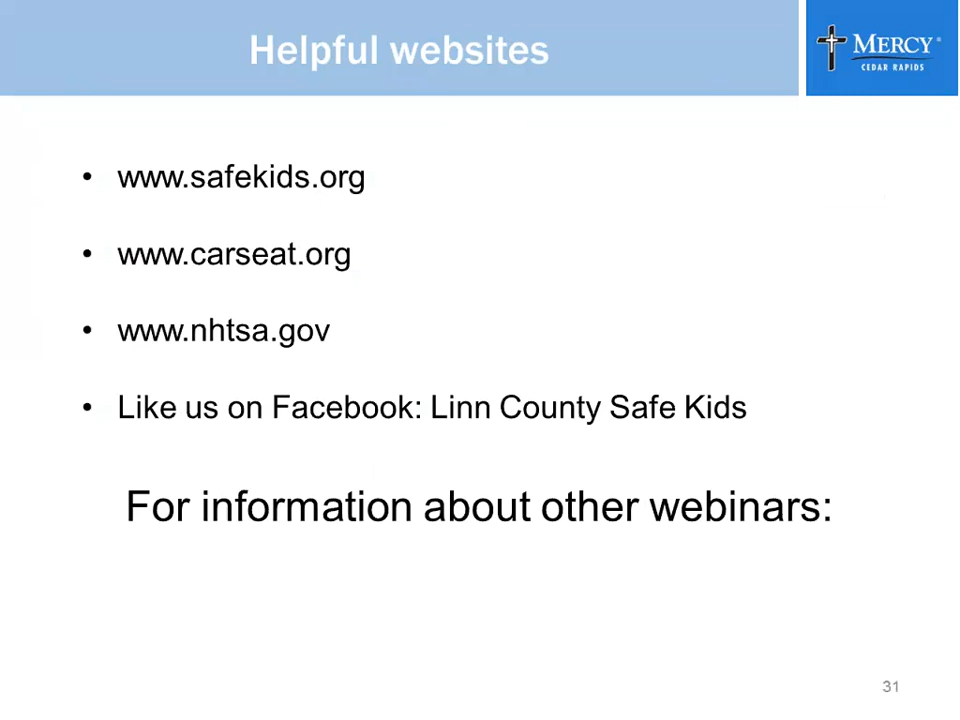 Helpful websites
MERCY®
CEDAR RAPIDS
• www.safekids.org
• www.carseat.org
• www.nhtsa.gov
• Like us on Facebook: Linn County Safe Kids
For information about other webinars:
31